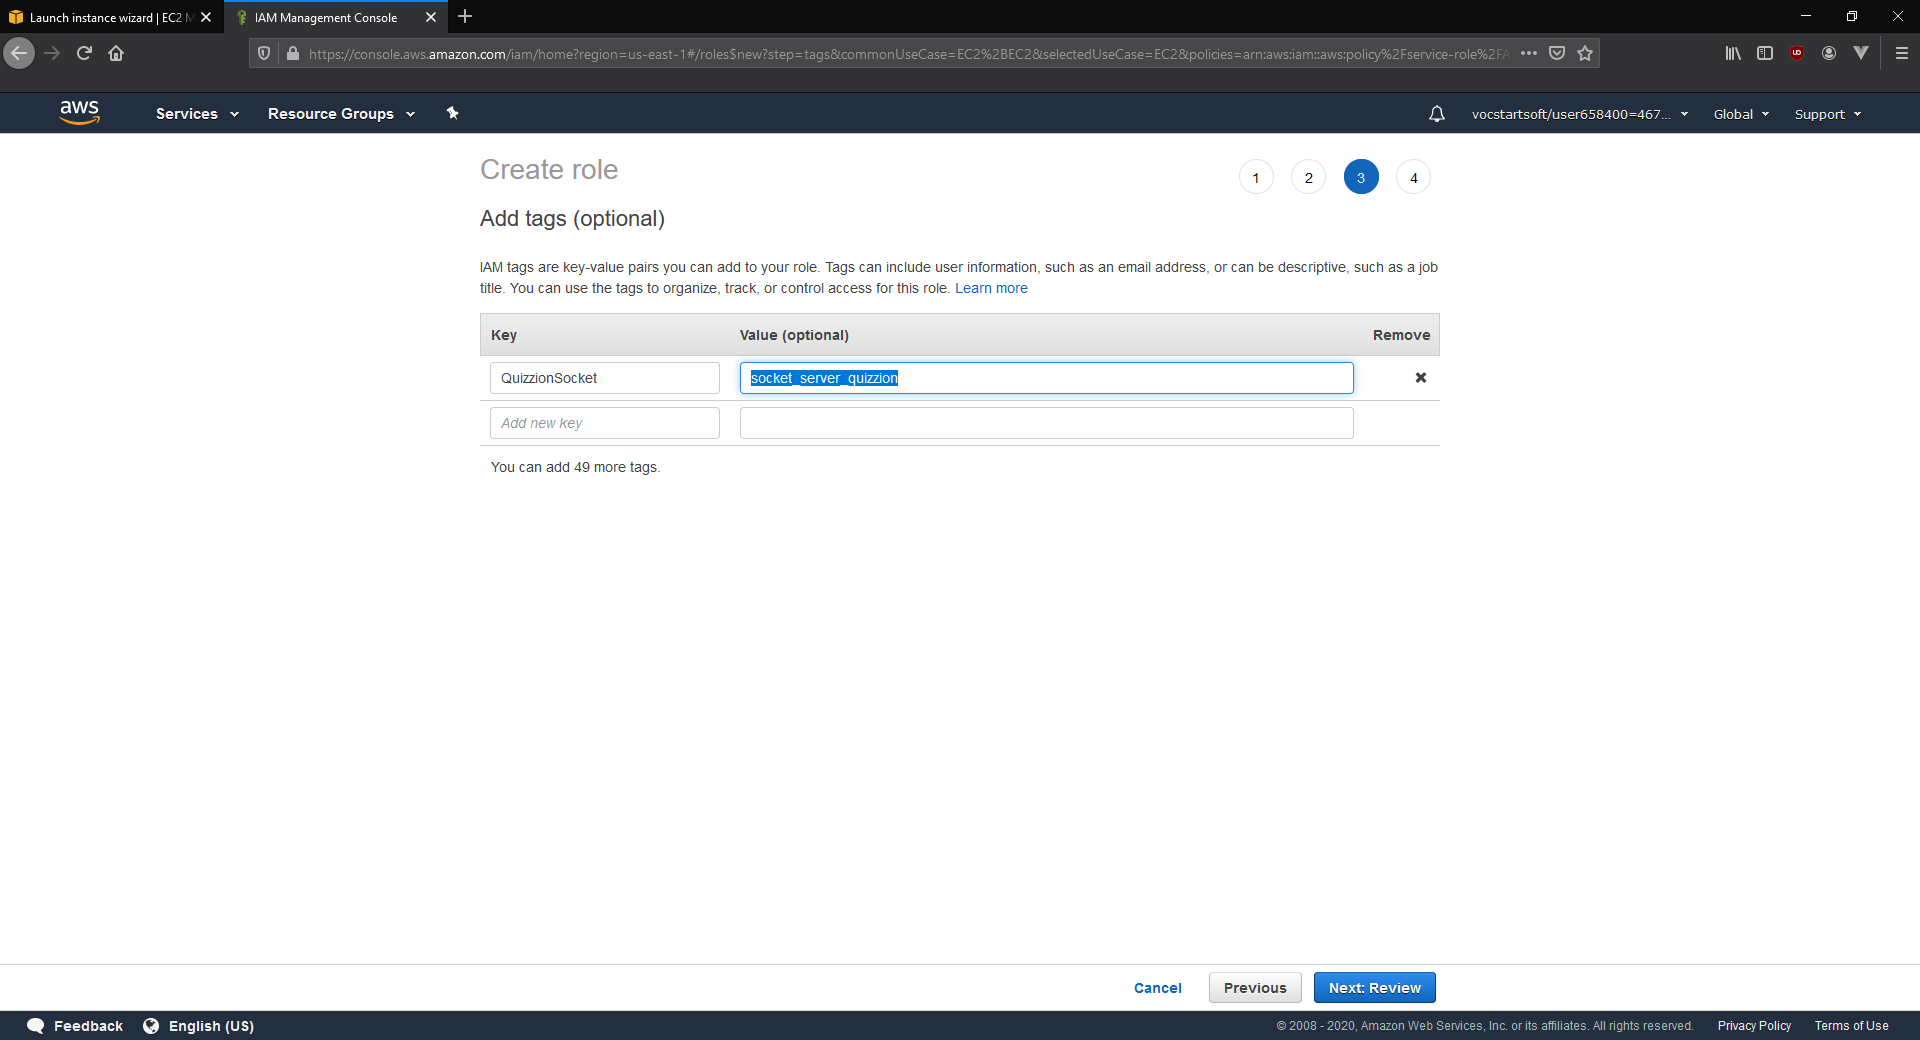 Launch instance wizard | EC2 M
IAM Management Console
https://console.aws.amazon.com/iam/home?region=us-east-1#/roles$new?step=tags&commonUseCase=EC2%2BEC2&selectedUseCase=EC2&policies=arn:aws:iam::aws:policy%2Fservice-role%2FA
aws
Services
Resource Groups
vocstartsoft/user658400=467...
Global
Support
Create role
1
2
3
4
Add tags (optional)
IAM tags are key-value pairs you can add to your role. Tags can include user information, such as an email address, or can be descriptive, such as a job
title. You can use the tags to organize, track, or control access for this role. Learn more
Key
Value (optional)
Remove
QuizzionSocket
socket_server_quizzion
Add new key
You can add 49 more tags.
Cancel
Previous
Next: Review
Feedback
English (US)
© 2008 - 2020, Amazon Web Services, Inc. or its affiliates. All rights reserved.
Privacy Policy
Terms of Use